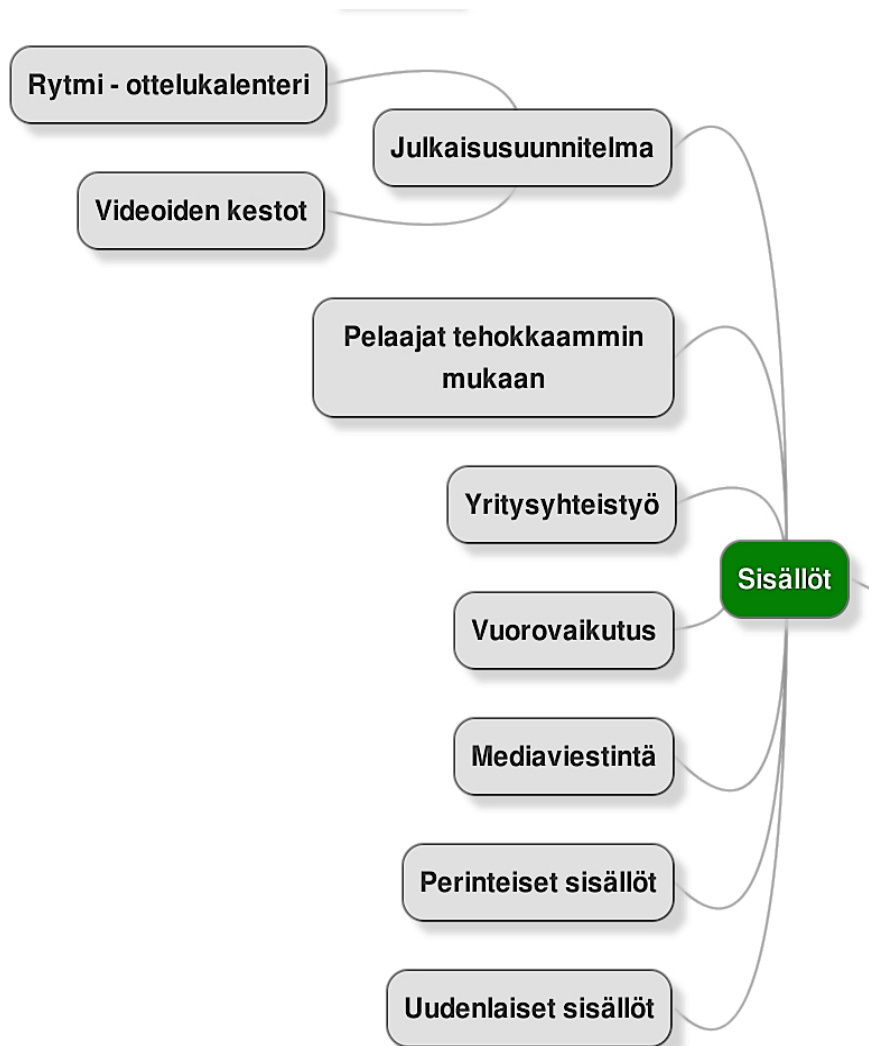 Rytmi - ottelukalenteri
Julkaisusuunnitelma
Videoiden kestot
Pelaajat tehokkaammin
mukaan
Yritysyhteistyö
Sisällöt
Vuorovaikutus
Mediaviestintä
Perinteiset sisällöt
Uudenlaiset sisällöt